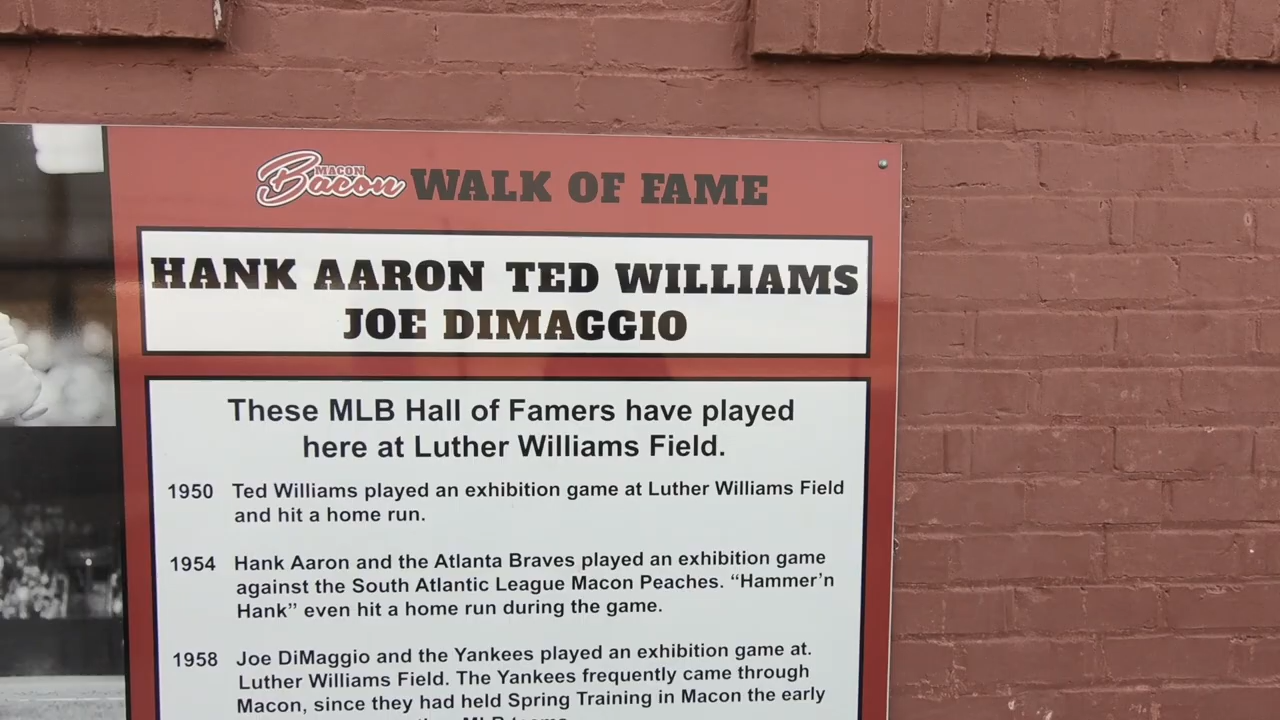 MACON
Bacon WALK OF FAME
HANK AARON TED WILLIAMS
JOE DIMAGGIO
These MLB Hall of Famers have played
here at Luther Williams Field.
1950 Ted Williams played an exhibition game at Luther Williams Field
and hit a home run.
1954 Hank Aaron and the Atlanta Braves played an exhibition game
against the South Atlantic League Macon Peaches. “Hammer’n
Hank” even hit a home run during the game.
1958 Joe DiMaggio and the Yankees played an exhibition game at.
Luther Williams Field. The Yankees frequently came through
Macon, since they had held Spring Training in Macon the early